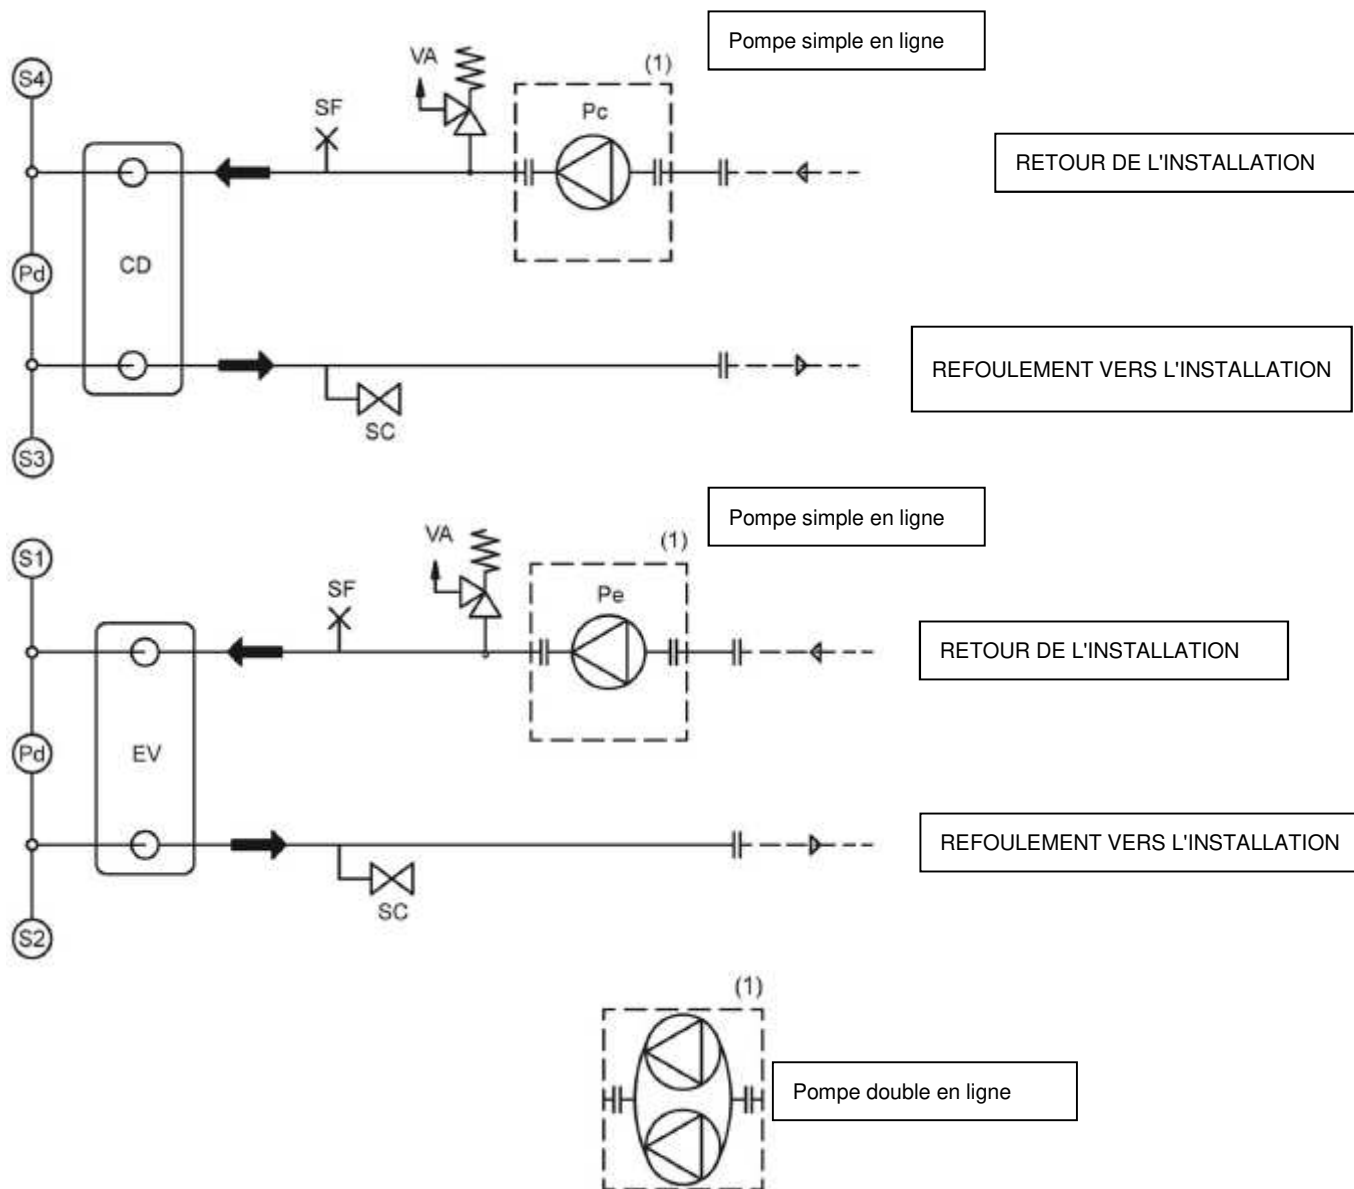 Pompe simple en ligne
S4
VA
(1)
SF
Pc
RETOUR DE L'INSTALLATION
CD
Pd
REFOULEMENT VERS L'INSTALLATION
SC
S3
Pompe simple en ligne
S1
VA
(1)
SF
Pe
RETOUR DE L'INSTALLATION
Pd
EV
REFOULEMENT VERS L'INSTALLATION
SC
S2
(1)
Pompe double en ligne